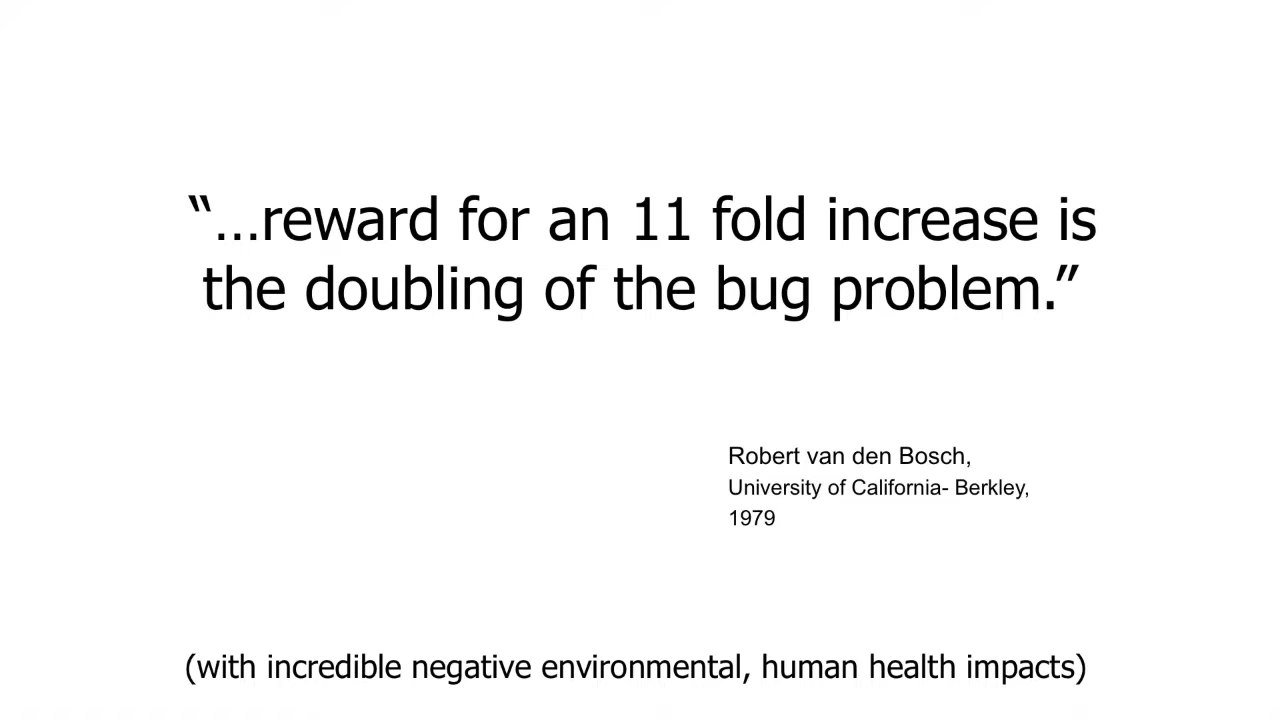 “…reward for an 11 fold increase is
the doubling of the bug problem.”
Robert van den Bosch,
University of California- Berkley,
1979
(with incredible negative environmental, human health impacts)